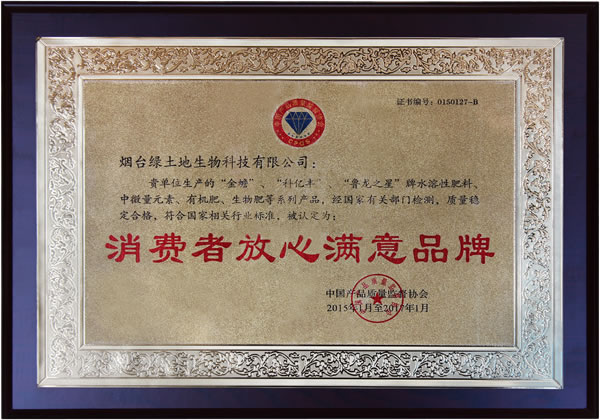 证书编号：0150127-B
烟台绿土地生物科技有限公司：
贵单位生产的“金螗”、“科亿丰”、“鲁龙之星”牌水溶性肥料、
中微量元素、有机肥、生物肥等系列产品，经国家有关部门检测，质量稳
定合格，符合国家相关行业标准，被认定为：
消费者放心满意品牌
中国产品质量监督协会
2015年1月至2017年1月